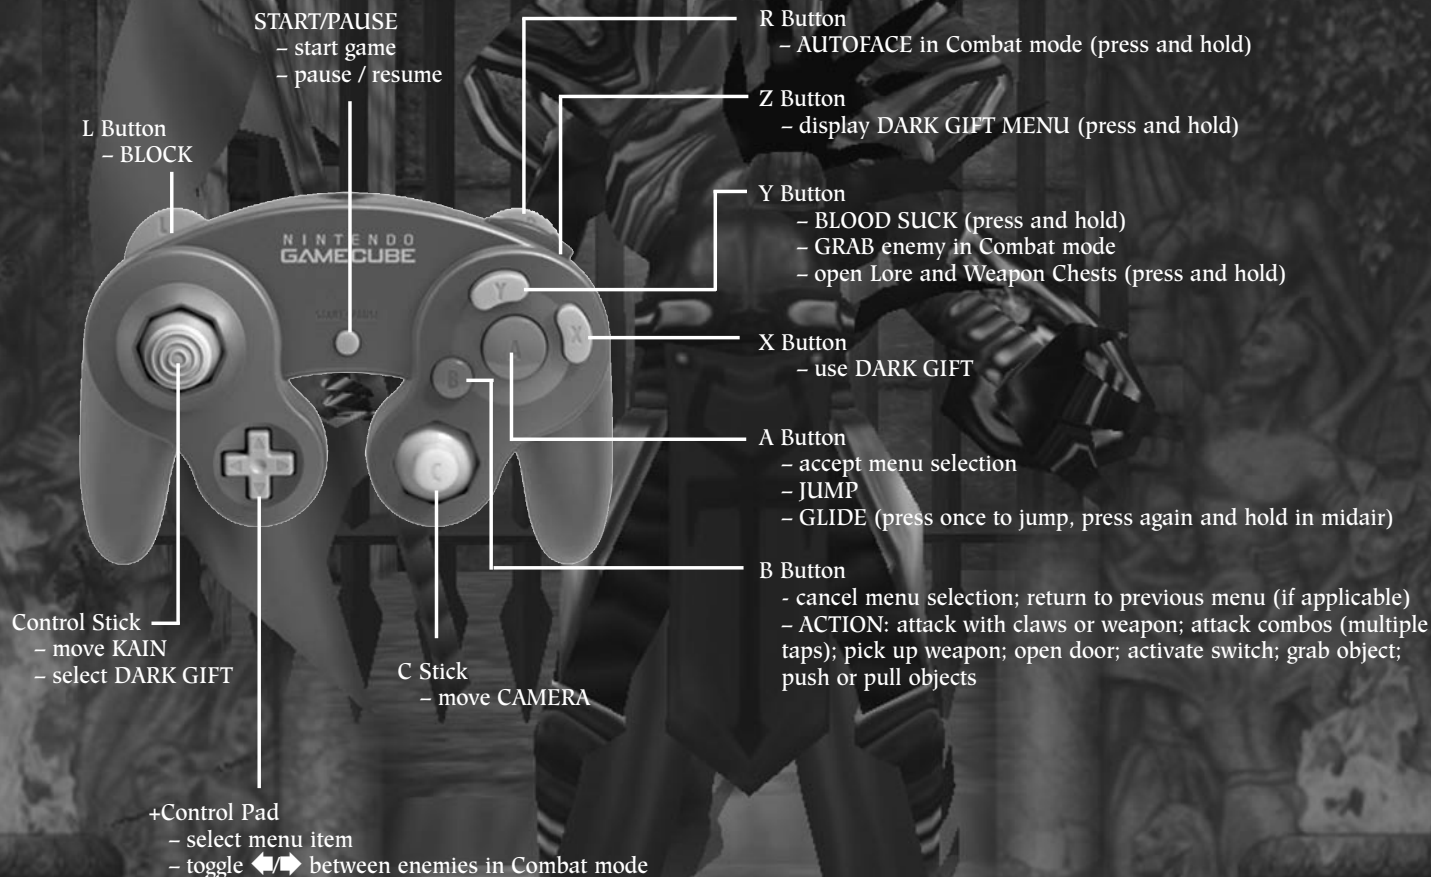 START/PAUSE
– start game
– pause / resume
L Button
– BLOCK
R Button
– AUTOFACE in Combat mode (press and hold)
Z Button
– display DARK GIFT MENU (press and hold)
Y Button
– BLOOD SUCK (press and hold)
– GRAB enemy in Combat mode
– open Lore and Weapon Chests (press and hold)
X Button
– use DARK GIFT
A Button
– accept menu selection
– JUMP
– GLIDE (press once to jump, press again and hold in midair)
B Button
- cancel menu selection; return to previous menu (if applicable)
– ACTION: attack with claws or weapon; attack combos (multiple
taps); pick up weapon; open door; activate switch; grab object;
push or pull objects
Control Stick
– move KAIN
– select DARK GIFT
C Stick
– move CAMERA
+Control Pad
– select menu item
– toggle 🡄/🡆 between enemies in Combat mode
NINTENDO
GAMECUBE
START/PAUSE
L
Y
X
A
B
C